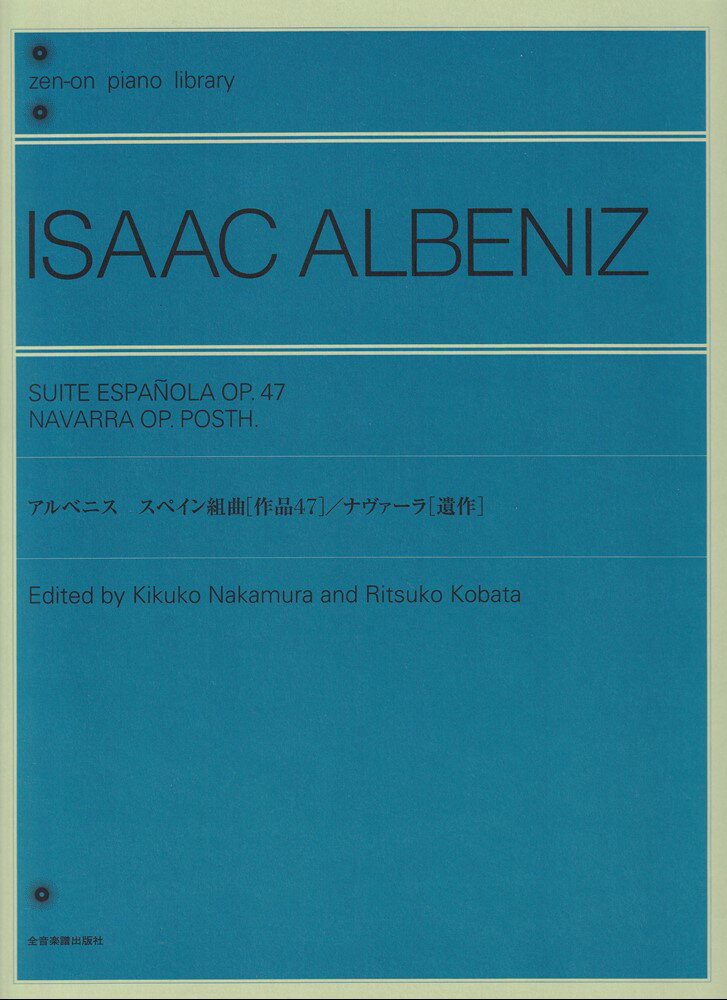 zen-on piano library
ISAAC ALBENIZ
SUITE ESPAÑOLA OP. 47
NAVARRA OP. POSTH.
アルベニス　スペイン組曲[作品47]／ナヴァーラ[遺作]
Edited by Kikuko Nakamura and Ritsuko Kobata
全音楽譜出版社